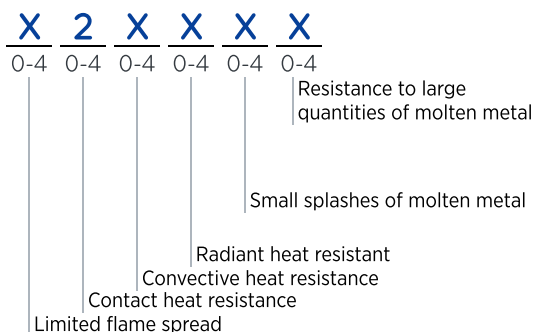 X 2 X X X X
0-4 0-4 0-4 0-4 0-4 0-4
Resistance to large
quantities of molten metal
Small splashes of molten metal
Radiant heat resistant
Convective heat resistance
Contact heat resistance
Limited flame spread